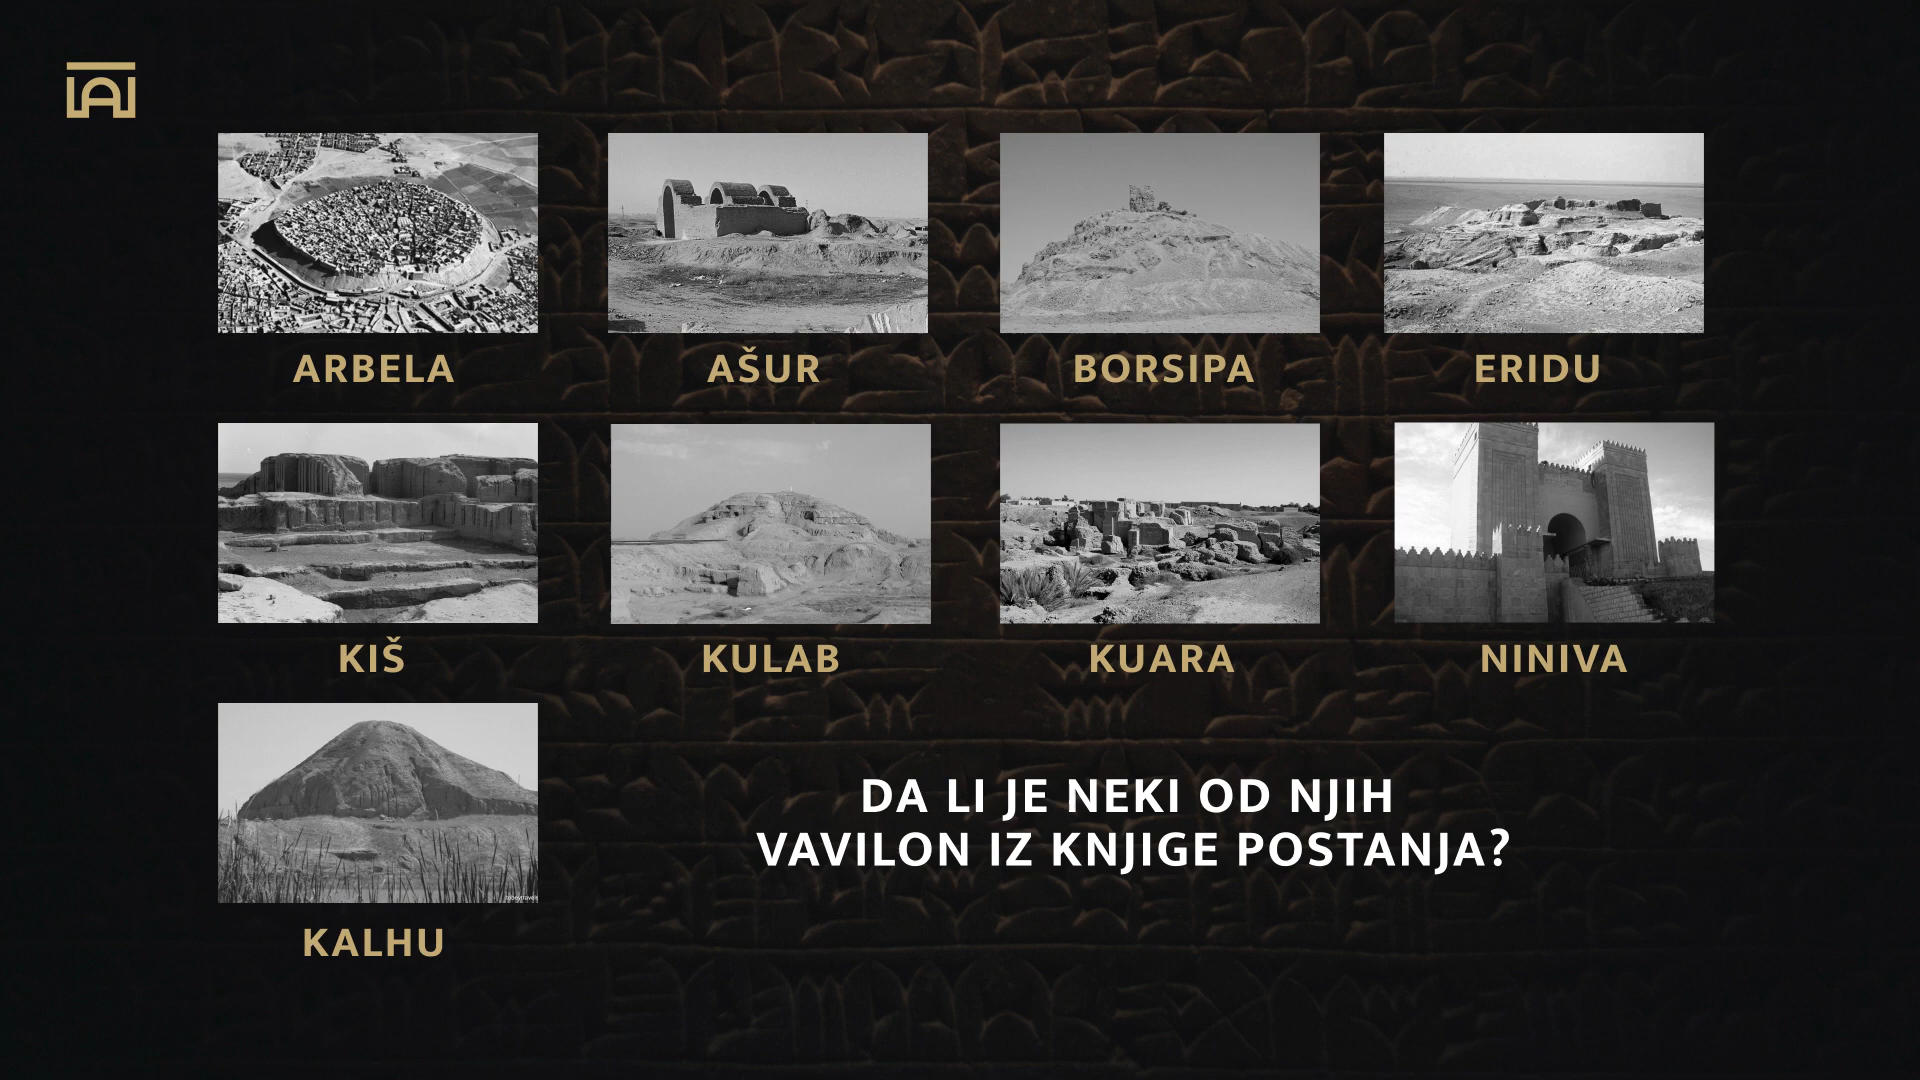 ARBELA
AŠUR
BORSIPA
ERIDU
KIŠ
KULAB
KUARA
NINIVA
KALHU
DA LI JE NEKI OD NJIH
VAVILON IZ KNJIGE POSTANJA?